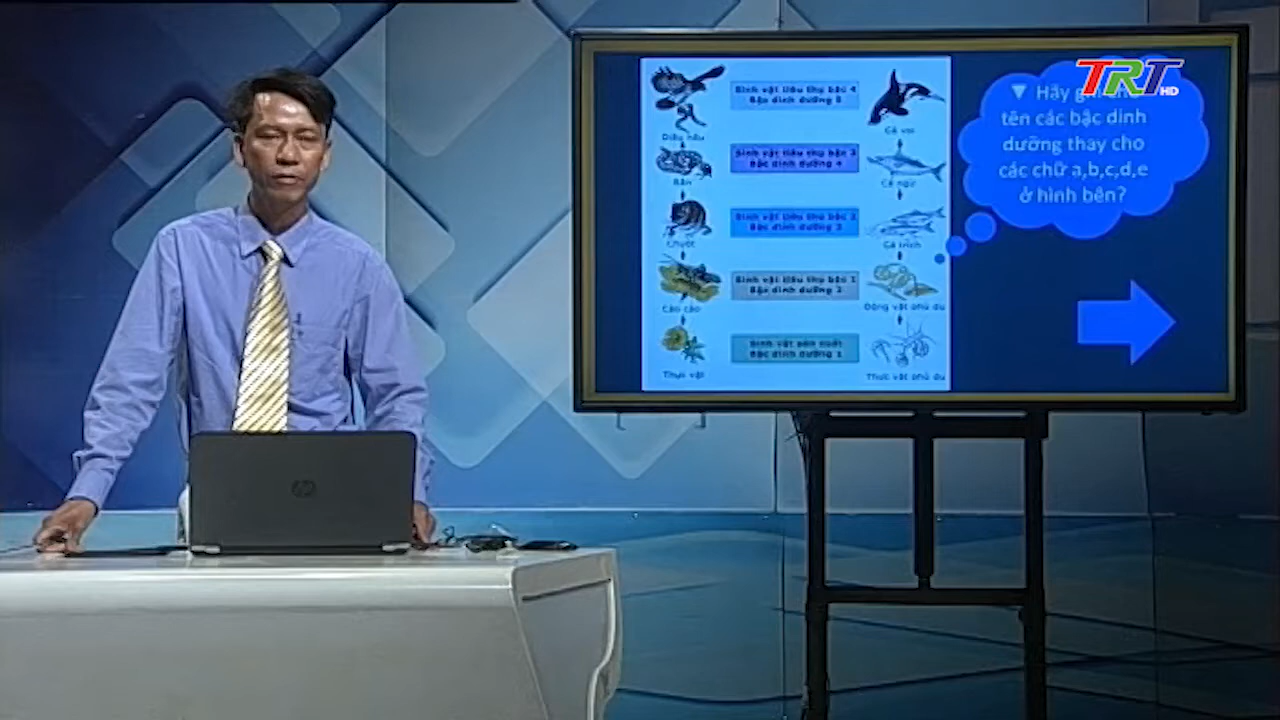 TRT HD
▼ Hãy ghi cho
tên các bậc dinh
dưỡng thay cho
các chữ a,b,c,d,e
ở hình bên?
Sinh vật tiêu thụ bậc 4
Bậc dinh dưỡng 5
Diều hâu
Cá voi
Sinh vật tiêu thụ bậc 3
Bậc dinh dưỡng 4
Rắn
Cá ngừ
Sinh vật tiêu thụ bậc 2
Bậc dinh dưỡng 3
Chuột
Cá trích
Sinh vật tiêu thụ bậc 1
Bậc dinh dưỡng 2
Cào cào
Động vật phù du
Sinh vật sản xuất
Bậc dinh dưỡng 1
Thực vật
Thực vật phù du
hp